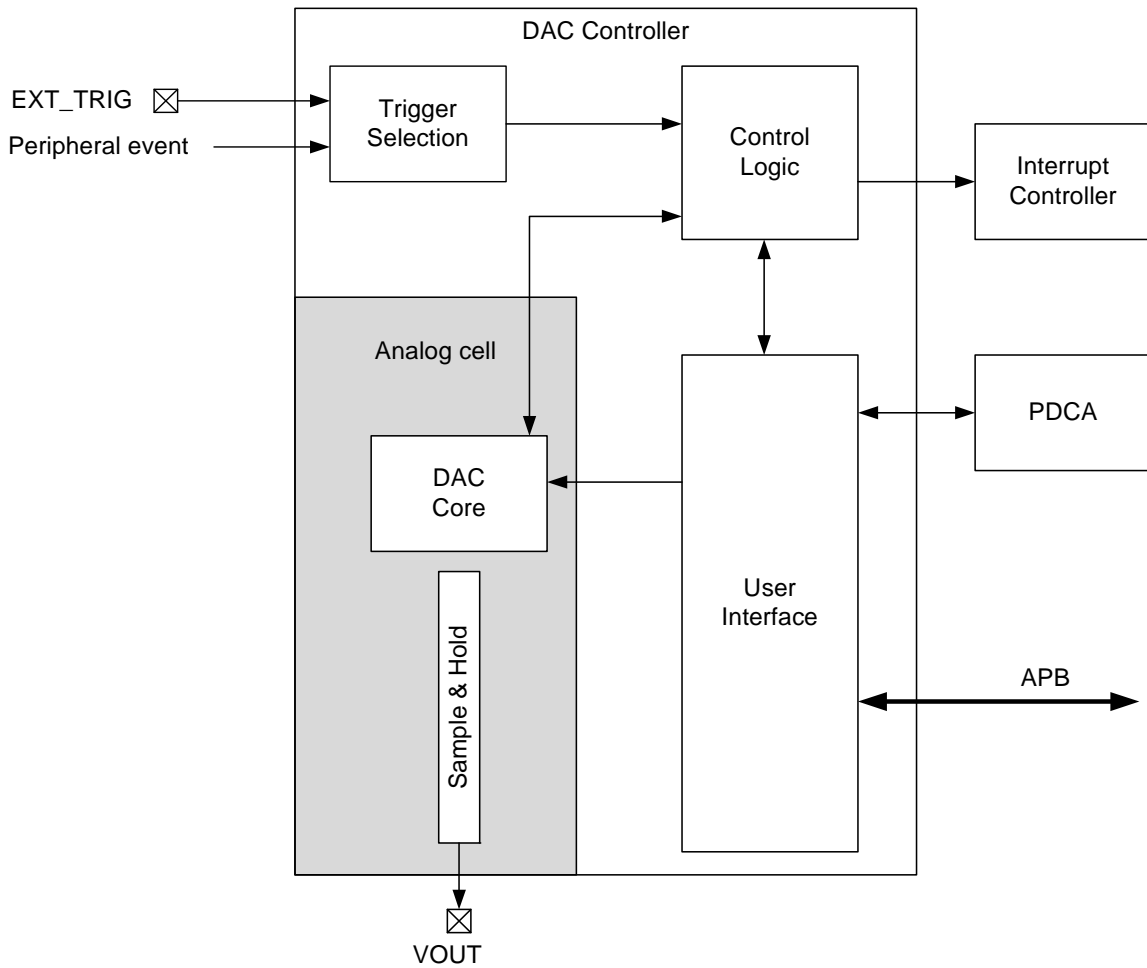 DAC Controller
EXT_TRIG
Peripheral event
Trigger
Selection
Control
Logic
Interrupt
Controller
Analog cell
DAC
Core
PDCA
User
Interface
Sample & Hold
APB
VOUT